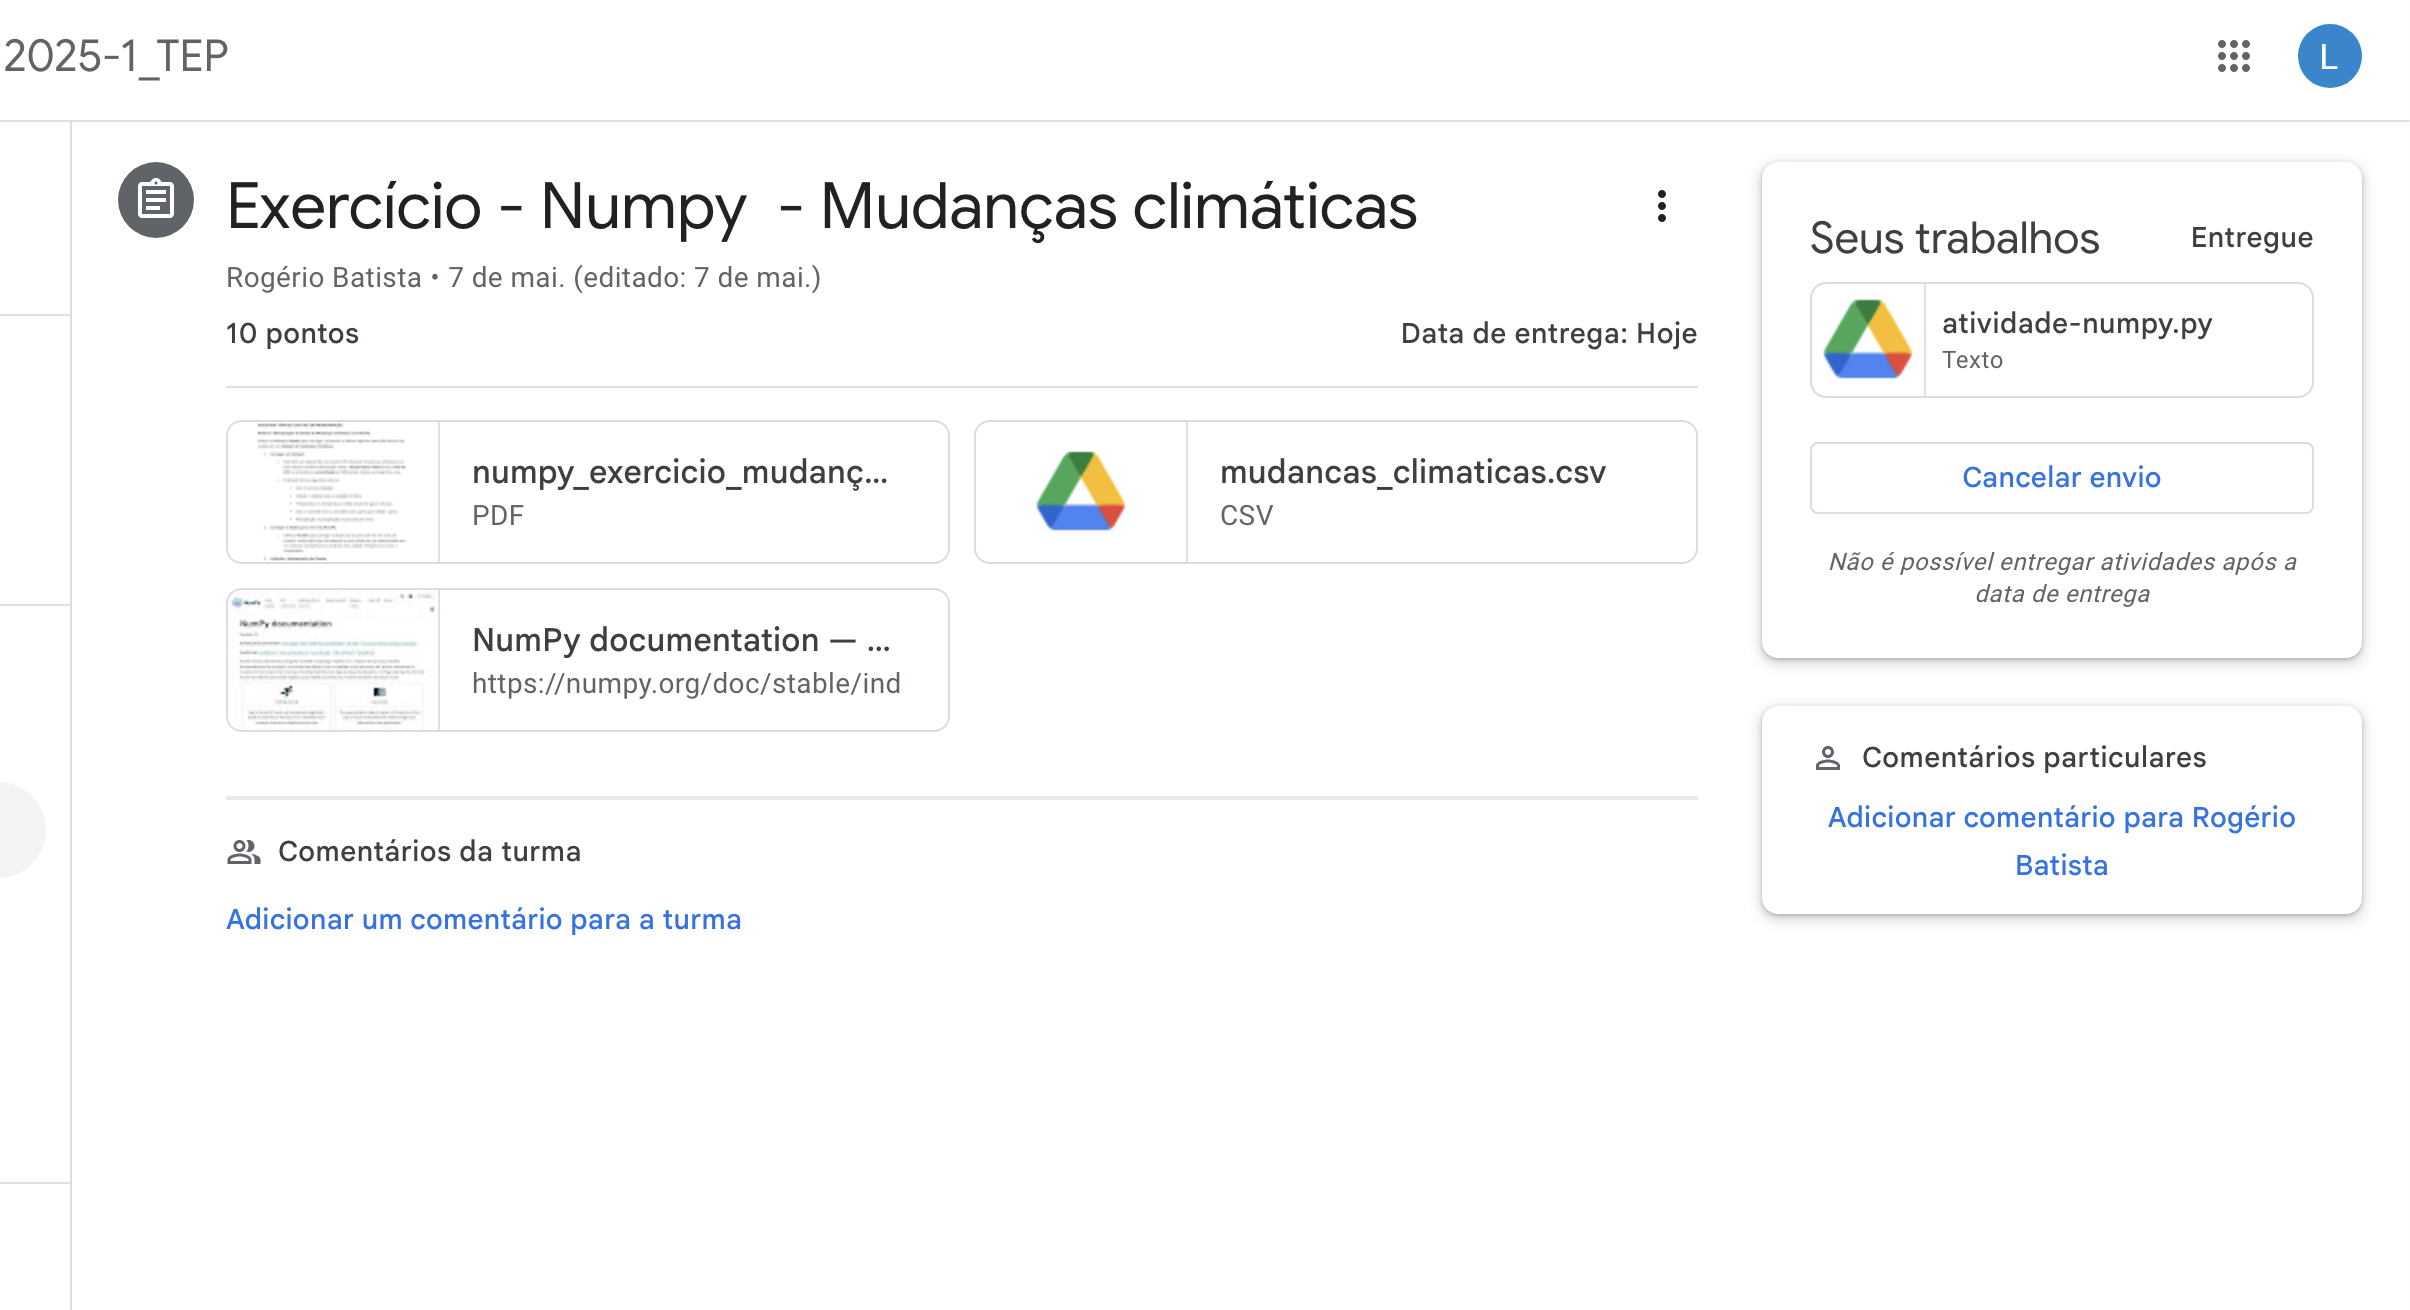 2025-1_TEP
L
Exercício - Numpy - Mudanças climáticas
Rogério Batista • 7 de mai. (editado: 7 de mai.)
10 pontos
Data de entrega: Hoje
numpy_exercicio_mudanç...
PDF
mudancas_climaticas.csv
CSV
NumPy documentation
NumPy documentation — ...
https://numpy.org/doc/stable/ind
Comentários da turma
Adicionar um comentário para a turma
Seus trabalhos
Entregue
atividade-numpy.py
Texto
Cancelar envio
Não é possível entregar atividades após a
data de entrega
Comentários particulares
Adicionar comentário para Rogério
Batista